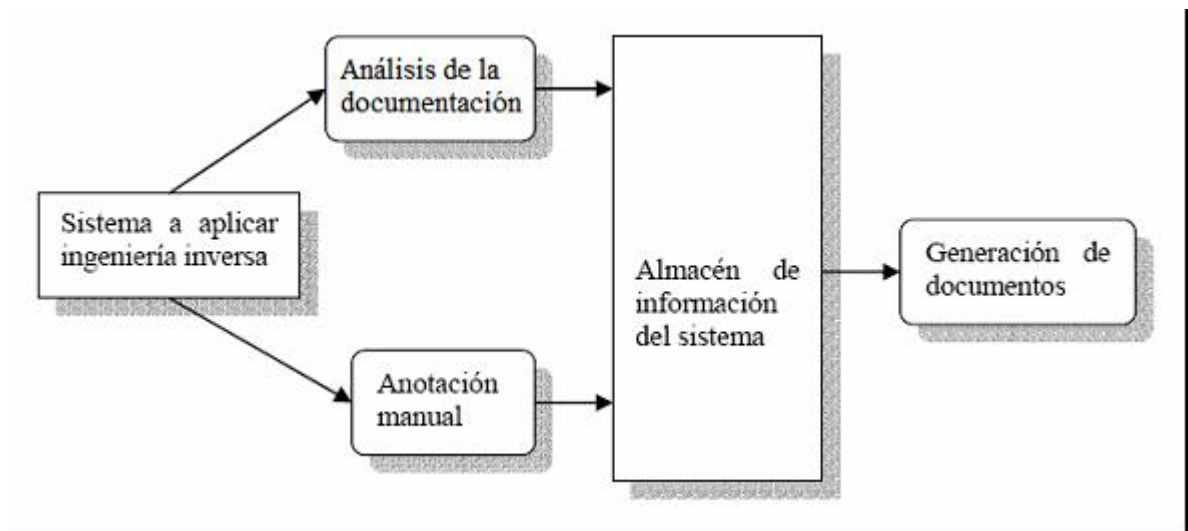 Análisis de la
documentación
Sistema a aplicar
ingeniería inversa
Anotación
manual
Almacén de
información
del sistema
Generación de
documentos